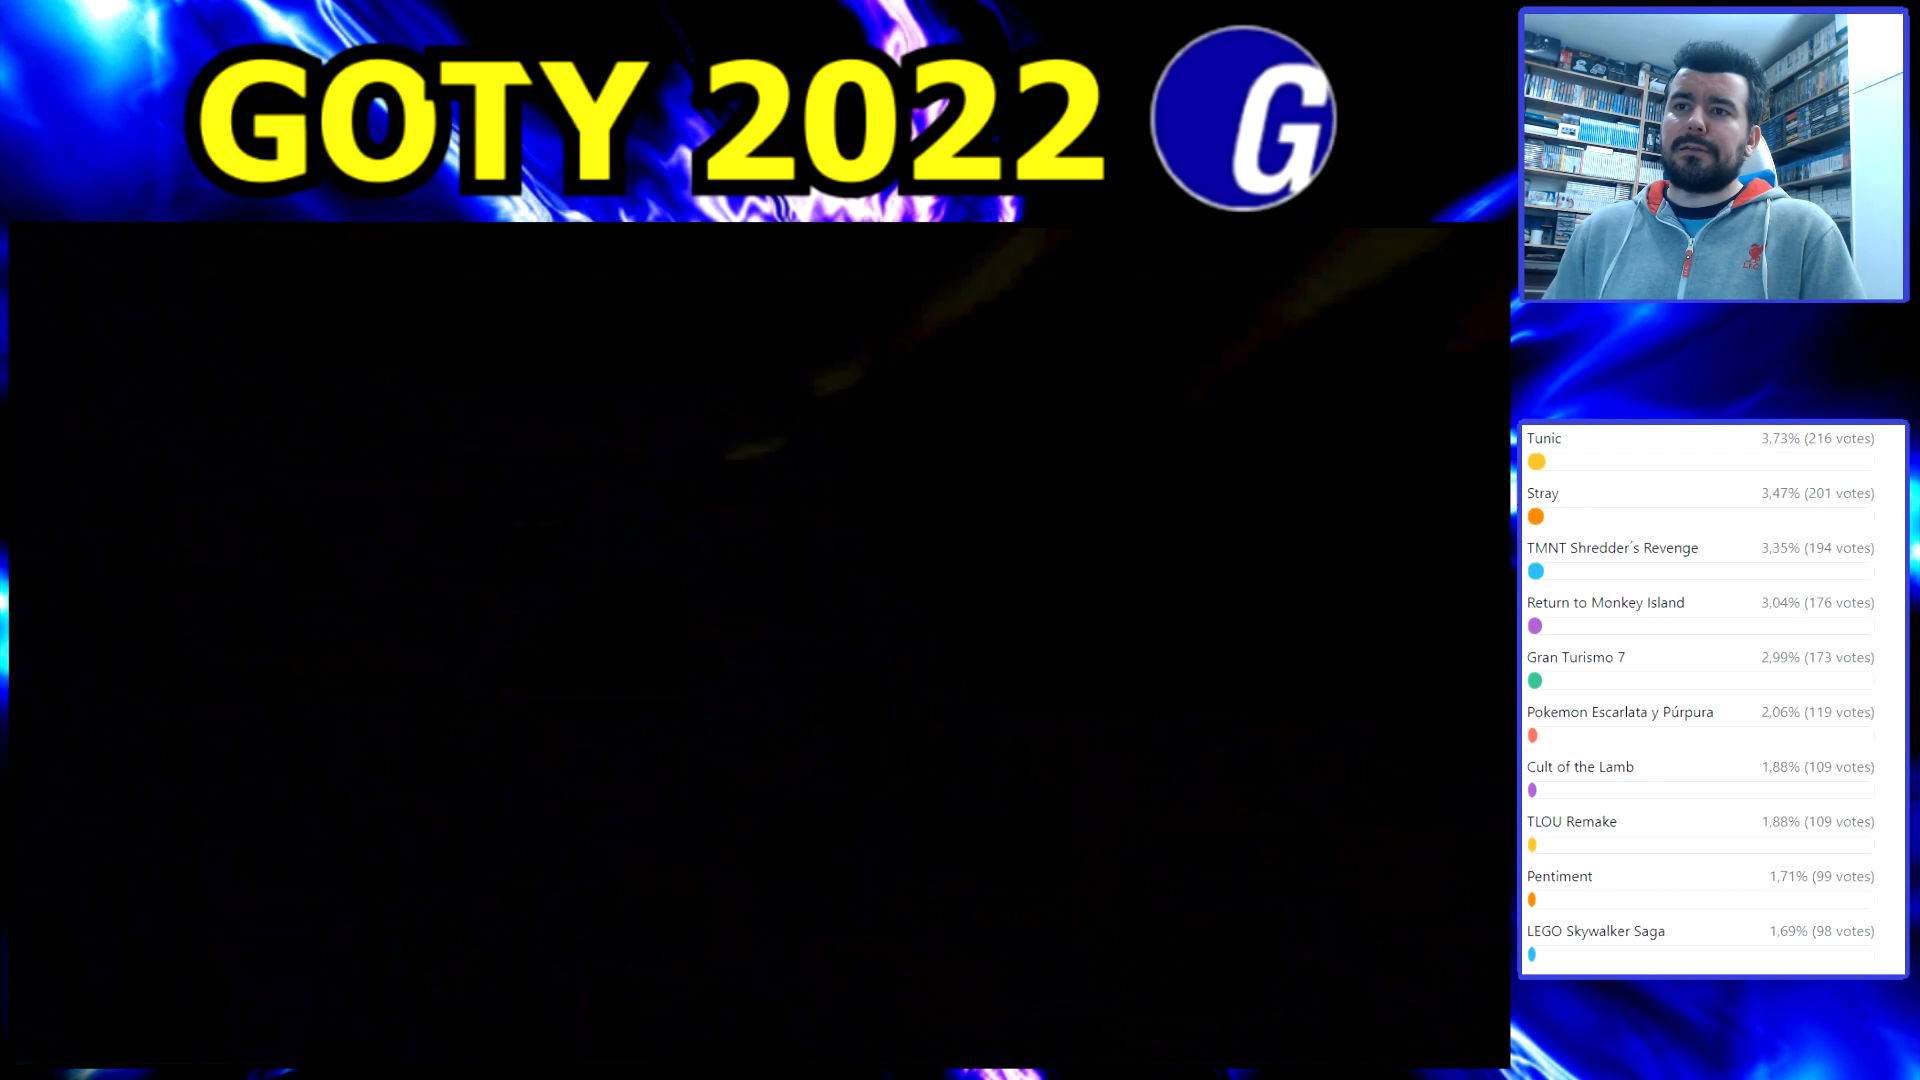 GOTY 2022
G
Tunic 3,73% (216 votes)
Stray 3,47% (201 votes)
TMNT Shredder´s Revenge 3,35% (194 votes)
Return to Monkey Island 3,04% (176 votes)
Gran Turismo 7 2,99% (173 votes)
Pokemon Escarlata y Púrpura 2,06% (119 votes)
Cult of the Lamb 1,88% (109 votes)
TLOU Remake 1,88% (109 votes)
Pentiment 1,71% (99 votes)
LEGO Skywalker Saga 1,69% (98 votes)